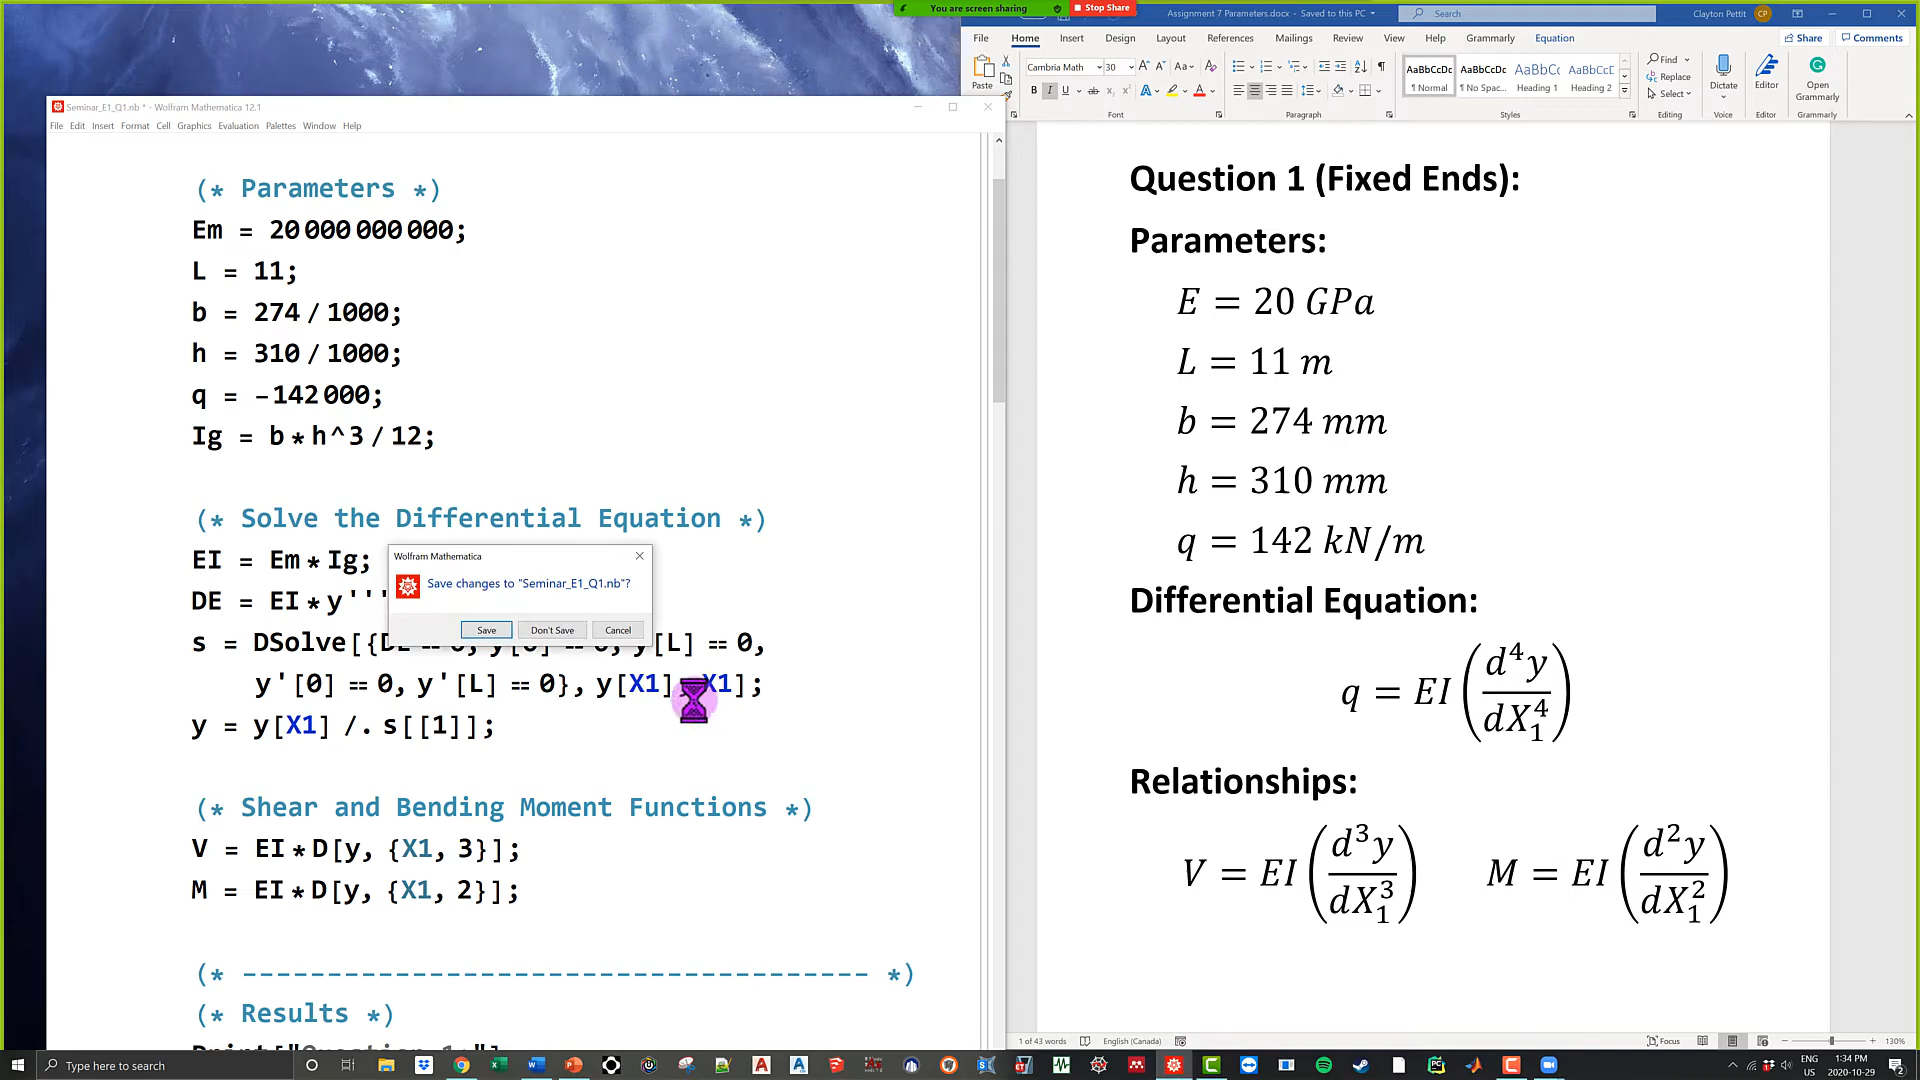 You are screen sharing
Stop Share
Assignment 7 Parameters.docx - Saved to this PC
Search
Clayton Pettit
CP
File Home Insert Design Layout References Mailings Review View Help Grammarly Equation
Share
Comments
Paste
Cambria Math
30
Font
Paragraph
AaBbCcDc AaBbCcDc AaBbCc AaBbCcD
¶ Normal ¶ No Spac... Heading 1 Heading 2
Styles
Find
Replace
Select
Editing
Dictate
Voice
Editor
Editor
Open
Grammarly
Grammarly
Seminar_E1_Q1.nb * - Wolfram Mathematica 12.1
File Edit Insert Format Cell Graphics Evaluation Palettes Window Help
(* Parameters *)
Em = 20 000 000 000;
L = 11;
b = 274 / 1000;
h = 310 / 1000;
q = -142 000;
Ig = b * h^3 / 12;
(* Solve the Differential Equation *)
EI = Em * Ig;
DE = EI * y'''
s = DSolve[{ y[L] == 0,
y'[0] == 0, y'[L] == 0}, y[X1], X1];
y = y[X1] /. s[[1]];
Wolfram Mathematica
Save changes to "Seminar_E1_Q1.nb"?
Save
Don't Save
Cancel
(* Shear and Bending Moment Functions *)
V = EI * D[y, {X1, 3}];
M = EI * D[y, {X1, 2}];
(* ---------------------------------------- *)
(* Results *)
Question 1 (Fixed Ends):
Parameters:
E = 20 GPa
L = 11 m
b = 274 mm
h = 310 mm
q = 142 kN/m
Differential Equation:
q = EI (d⁴y / dX₁⁴)
Relationships:
V = EI (d³y / dX₁³) M = EI (d²y / dX₁²)
1 of 43 words
English (Canada)
Focus
130%
Type here to search
ENG
US
1:34 PM
2020-10-29
2